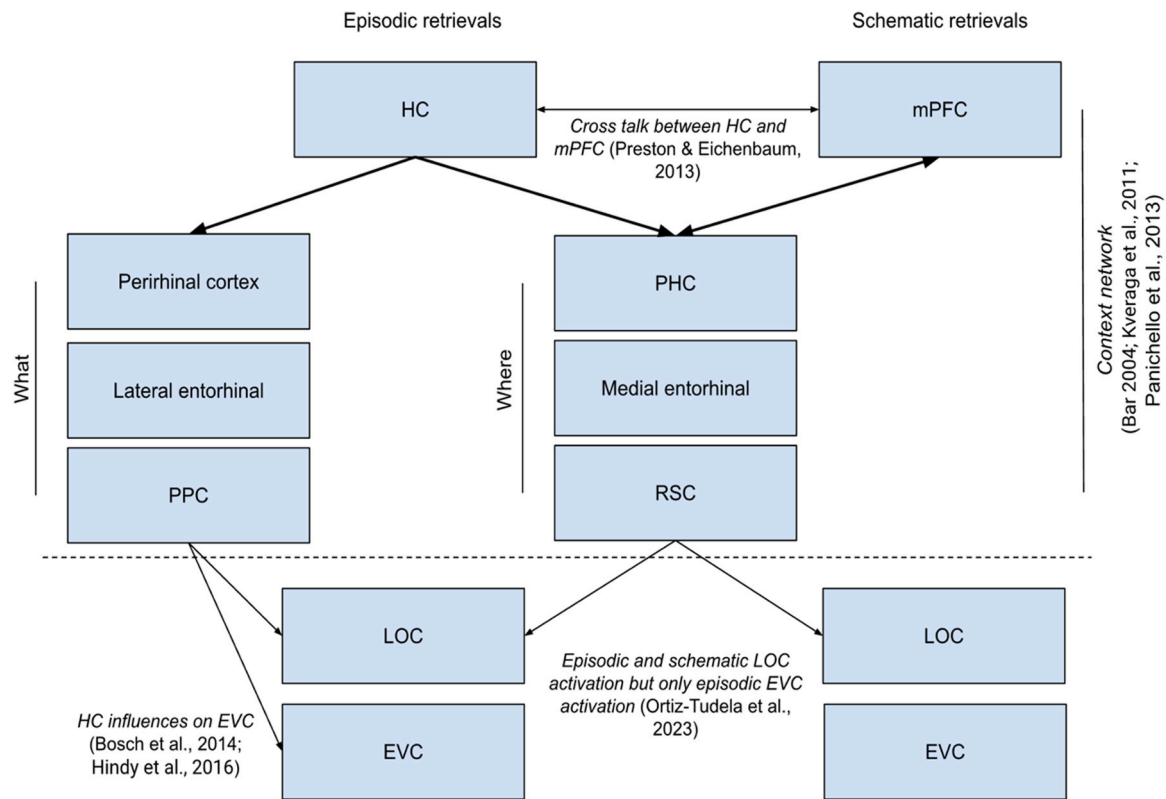 Episodic retrievals
Schematic retrievals
HC
mPFC
Cross talk between HC and
mPFC (Preston & Eichenbaum,
2013)
Context network
(Bar 2004; Kveraga et al., 2011;
Panichello et al., 2013)
What
Perirhinal cortex
Lateral entorhinal
PPC
Where
PHC
Medial entorhinal
RSC
LOC
EVC
HC influences on EVC
(Bosch et al., 2014;
Hindy et al., 2016)
Episodic and schematic LOC
activation but only episodic EVC
activation (Ortiz-Tudela et al.,
2023)
LOC
EVC